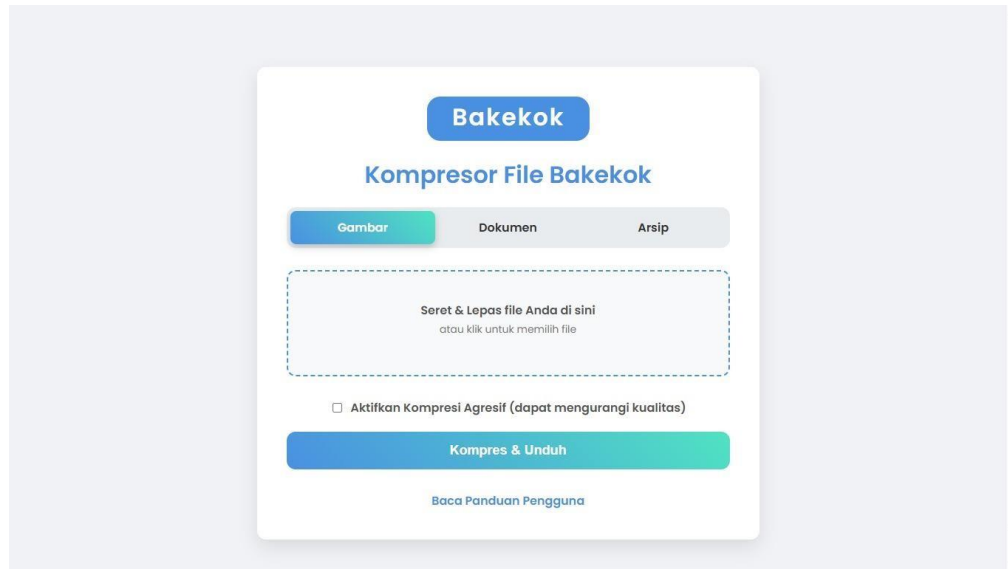 Bakekok
Kompresor File Bakekok
Gambar Dokumen Arsip
Seret & Lepas file Anda di sini
atau klik untuk memilih file
Aktifkan Kompresi Agresif (dapat mengurangi kualitas)
Kompres & Unduh
Baca Panduan Pengguna